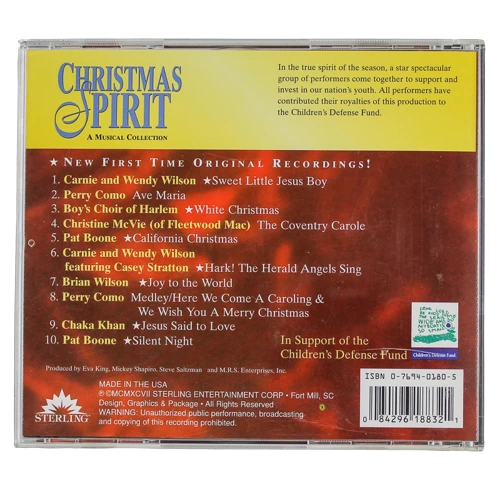 CHRISTMAS
SPIRIT
A MUSICAL COLLECTION
In the true spirit of the season, a star spectacular
group of performers come together to support and
invest in our nation's youth. All performers have
contributed their royalties of this production to
the Children's Defense Fund.
★ NEW FIRST TIME ORIGINAL RECORDINGS!
1. Carnie and Wendy Wilson ★Sweet Little Jesus Boy
2. Perry Como Ave Maria
3. Boy's Choir of Harlem ★White Christmas
4. Christine McVie (of Fleetwood Mac) The Coventry Carole
5. Pat Boone ★California Christmas
6. Carnie and Wendy Wilson
featuring Casey Stratton ★Hark! The Herald Angels Sing
7. Brian Wilson ★Joy to the World
8. Perry Como Medley/Here We Come A Caroling &
We Wish You A Merry Christmas
9. Chaka Khan ★Jesus Said to Love
10. Pat Boone ★Silent Night
In Support of the
Children's Defense Fund
Children's Defense Fund
Produced by Eva King, Mickey Shapiro, Steve Saltzman and M.R.S. Enterprises, Inc.
STERLING
MADE IN THE USA
℗©MCMXCVII STERLING ENTERTAINMENT CORP • Fort Mill, SC
Design, Graphics & Package • All Rights Reserved
WARNING: Unauthorized public performance, broadcasting
and copying of this recording prohibited.
ISBN 0-7694-0180-5
0 84296 18832 1